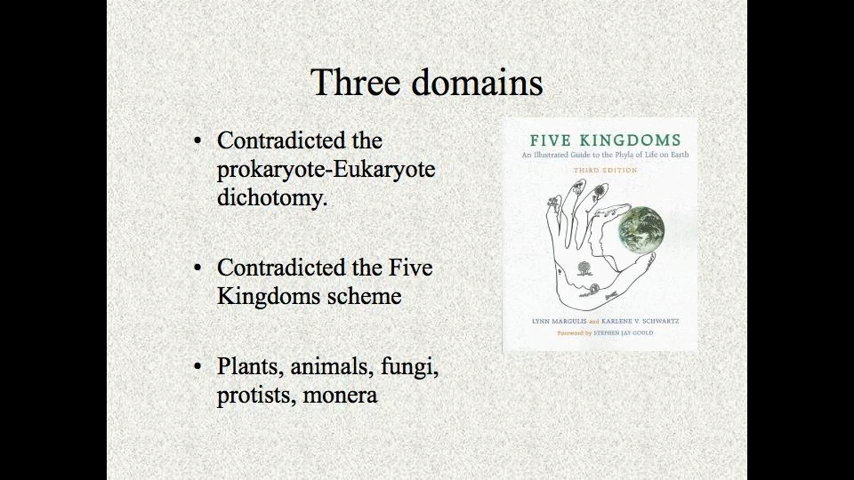 Three domains
• Contradicted the
prokaryote-Eukaryote
dichotomy.
• Contradicted the Five
Kingdoms scheme
• Plants, animals, fungi,
protists, monera
FIVE KINGDOMS
An Illustrated Guide to the Phyla of Life on Earth
THIRD EDITION
LYNN MARGULIS and KARLENE V. SCHWARTZ
Foreword by STEPHEN JAY GOULD